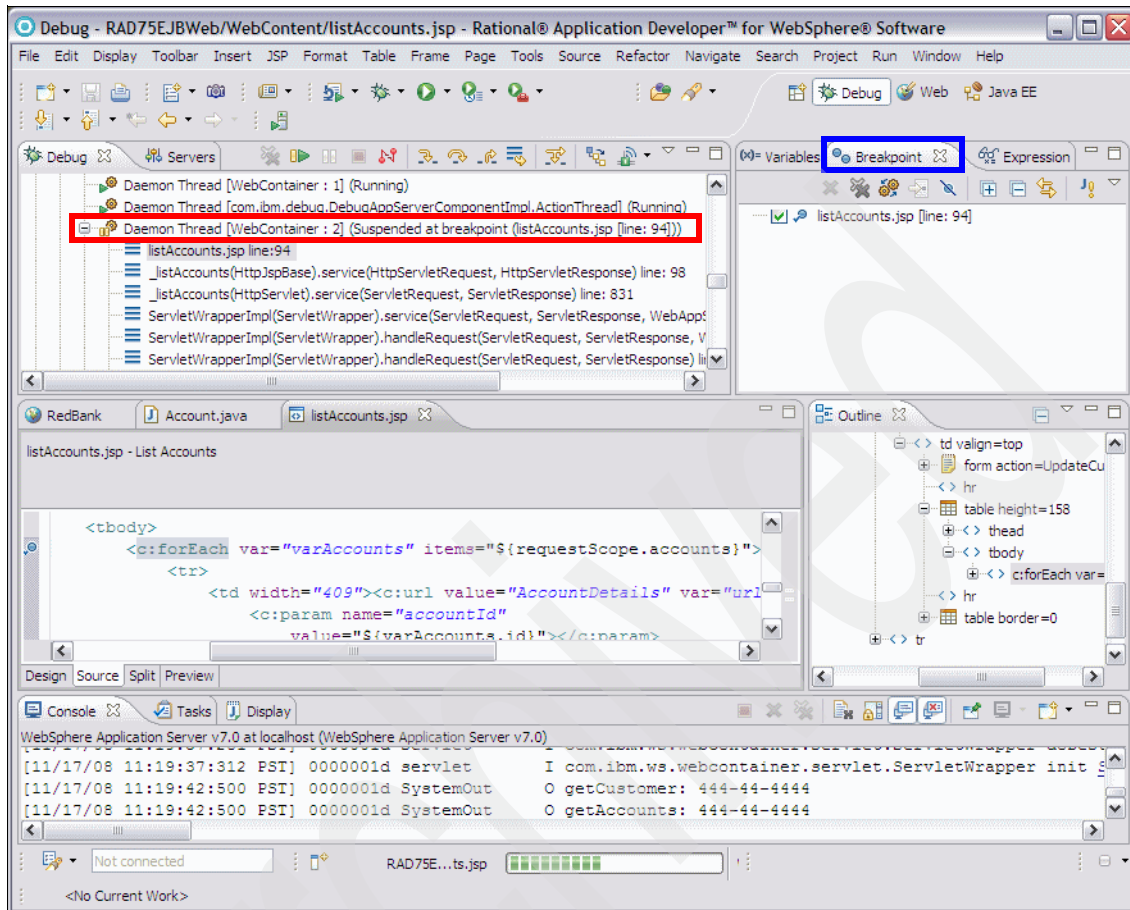 Debug - RAD75EJBWeb/WebContent/listAccounts.jsp - Rational® Application Developer™ for WebSphere® Software
File Edit Display Toolbar Insert JSP Format Table Frame Page Tools Source Refactor Navigate Search Project Run Window Help
Debug Web Java EE
Debug Servers
Daemon Thread [WebContainer : 1] (Running)
Daemon Thread [com.ibm.debug.DebugAppServerComponentImpl.ActionThread] (Running)
Daemon Thread [WebContainer : 2] (Suspended at breakpoint (listAccounts.jsp [line: 94]))
listAccounts.jsp line:94
_listAccounts(HttpJspBase).service(HttpServletRequest, HttpServletResponse) line: 98
_listAccounts(HttpServlet).service(ServletRequest, ServletResponse) line: 831
ServletWrapperImpl(ServletWrapper).service(ServletRequest, ServletResponse, WebAppS
ServletWrapperImpl(ServletWrapper).handleRequest(ServletRequest, ServletResponse, W
ServletWrapperImpl(ServletWrapper).handleRequest(ServletRequest, ServletResponse) li
(x)= Variables Breakpoint Expression
listAccounts.jsp [line: 94]
RedBank Account.java listAccounts.jsp
listAccounts.jsp - List Accounts
<tbody>
<c:forEach var="varAccounts" items="${requestScope.accounts}">
<tr>
<td width="409"><c:url value="AccountDetails" var="url
<c:param name="accountId"
value="${varAccounts.id}"></c:param>
Design Source Split Preview
Outline
<> td valign=top
form action=UpdateCu
<> hr
table height=158
<> thead
<> tbody
<> c:forEach var=
<> hr
table border=0
<> tr
Console Tasks Display
WebSphere Application Server v7.0 at localhost (WebSphere Application Server v7.0)
[11/17/08 11:19:37:312 PST] 0000001d servlet I com.ibm.ws.webcontainer.servlet.ServletWrapper init
[11/17/08 11:19:42:500 PST] 0000001d SystemOut O getCustomer: 444-44-4444
[11/17/08 11:19:42:500 PST] 0000001d SystemOut O getAccounts: 444-44-4444
Not connected RAD75E...ts.jsp
<No Current Work>